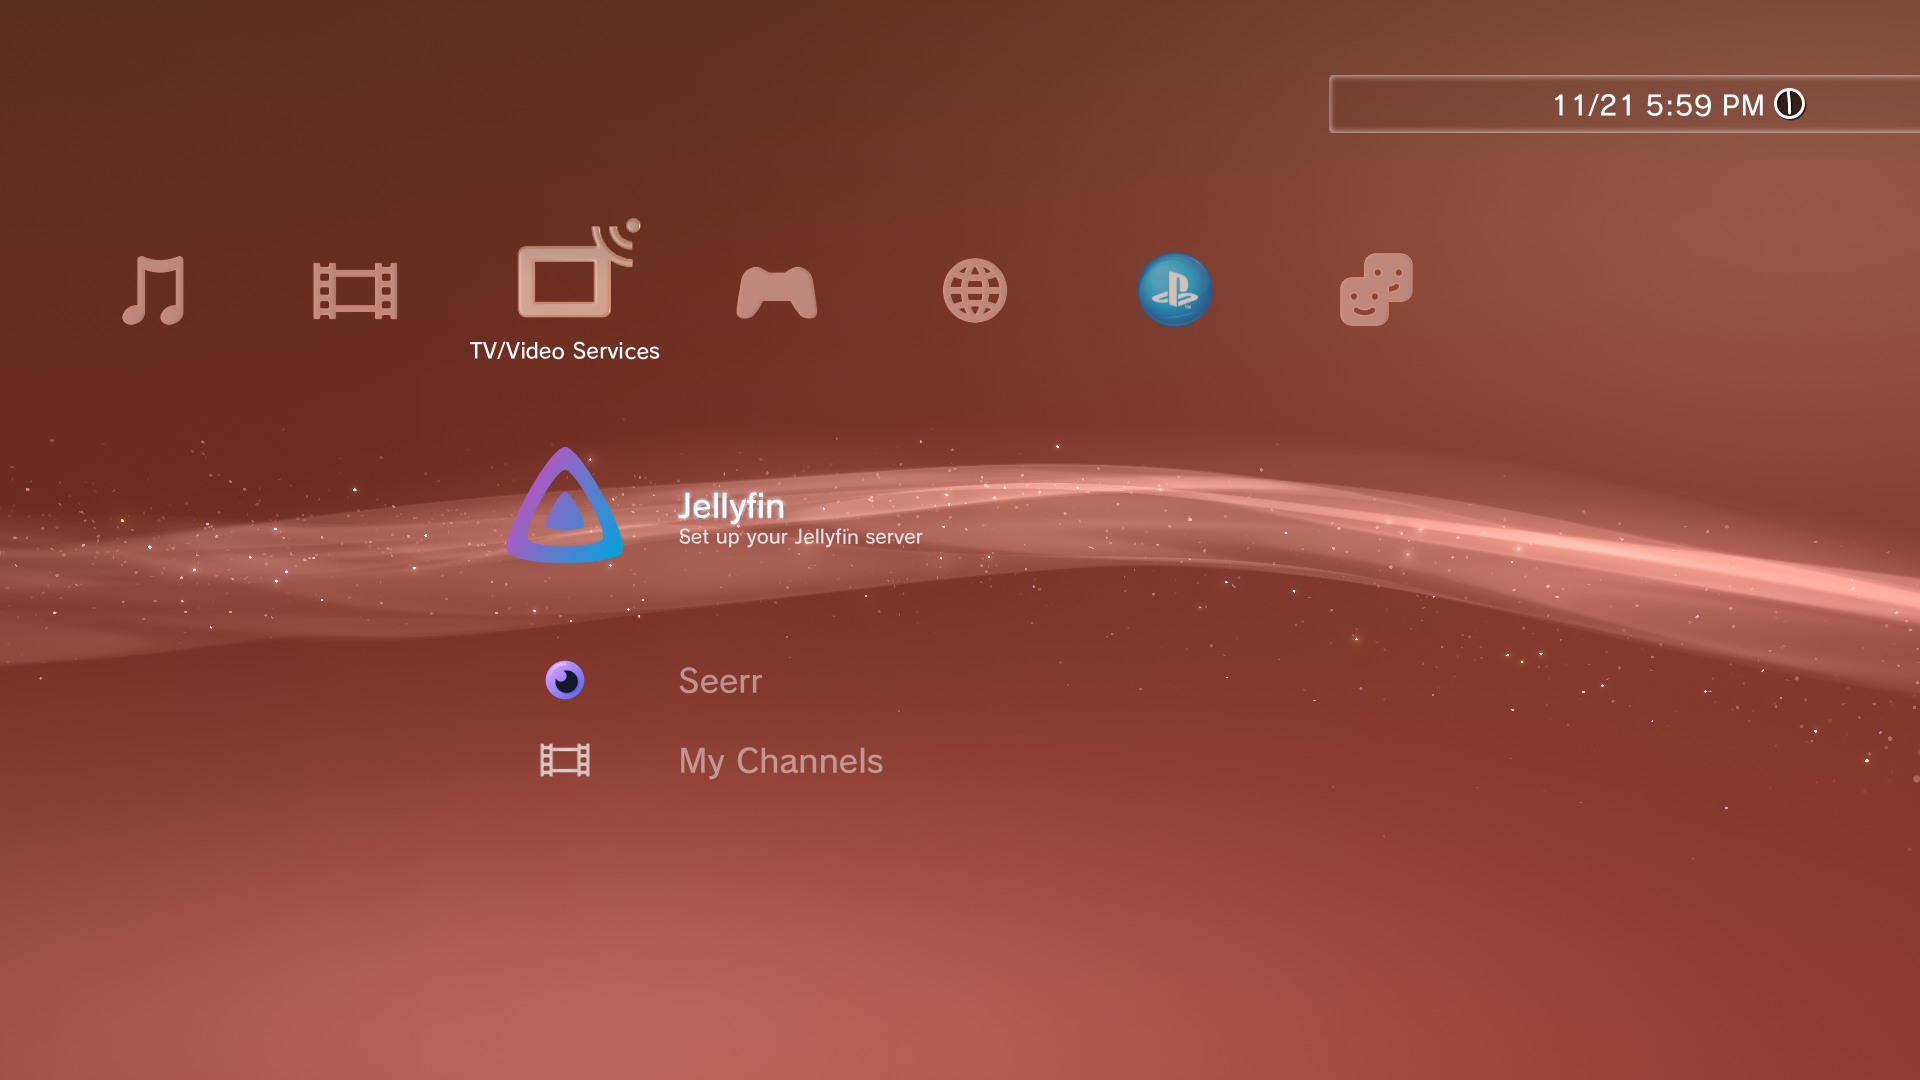 11/21 5:59 PM
TV/Video Services
Jellyfin
Set up your Jellyfin server
Seerr
My Channels